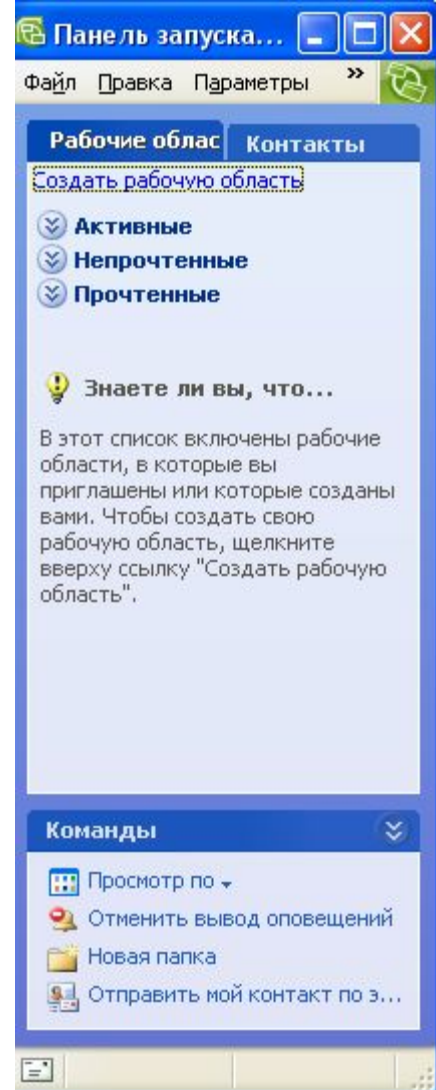 Панель запуска...
Файл Правка Параметры »
Рабочие облас Контакты
Создать рабочую область
Активные
Непрочтенные
Прочтенные
Знаете ли вы, что...
В этот список включены рабочие
области, в которые вы
приглашены или которые созданы
вами. Чтобы создать свою
рабочую область, щелкните
вверху ссылку "Создать рабочую
область".
Команды
Просмотр по
Отменить вывод оповещений
Новая папка
Отправить мой контакт по э...